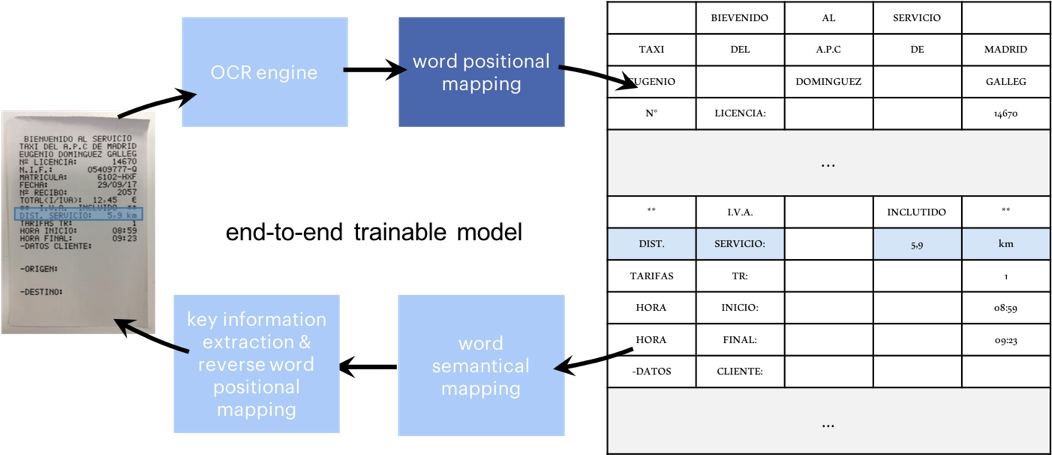 OCR engine
word positional
mapping
BIENVENIDO AL SERVICIO
TAXI DEL A.P.C DE MADRID
EUGENIO DOMINGUEZ GALLEG
Nº LICENCIA: 14670
N.I.F.: 05409777-Q
MATRICULA: 6102-HXF
FECHA: 29/09/17
Nº RECIBO: 2057
TOTAL(I/IVA): 12,45 €
** I.V.A. INCLUIDO **
DIST. SERVICIO: 5,9 km
TARIFAS TR: 1
HORA INICIO: 08:59
HORA FINAL: 09:23
-DATOS CLIENTE:
-ORIGEN:
-DESTINO:
end-to-end trainable model
key information
extraction &
reverse word
positional
mapping
word
semantical
mapping
BIEVENIDO AL SERVICIO
TAXI DEL A.P.C DE MADRID
EUGENIO DOMINGUEZ GALLEG
Nº LICENCIA: 14670
...
** I.V.A. INCLUTIDO **
DIST. SERVICIO: 5,9 km
TARIFAS TR: 1
HORA INICIO: 08:59
HORA FINAL: 09:23
-DATOS CLIENTE:
...